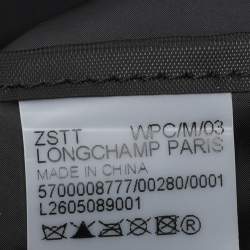 ZSTT WPC/M/03
LONGCHAMP PARIS
MADE IN CHINA
5700008777/00280/0001
L2605089001